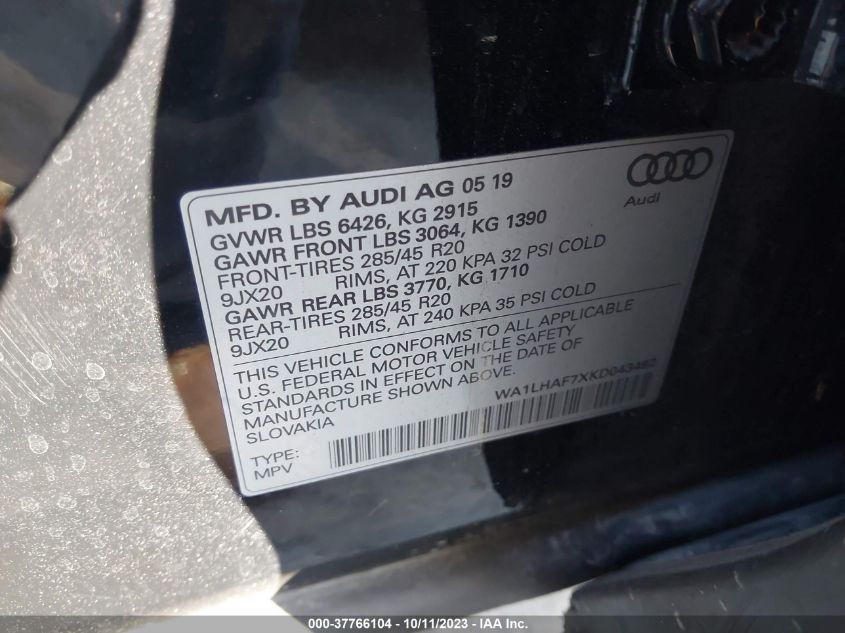 MFD. BY AUDI AG 05 19
GVWR LBS 6426, KG 2915
GAWR FRONT LBS 3064, KG 1390
FRONT-TIRES 285/45 R20
9JX20 RIMS, AT 220 KPA 32 PSI COLD
GAWR REAR LBS 3770, KG 1710
REAR-TIRES 285/45 R20
9JX20 RIMS, AT 240 KPA 35 PSI COLD
THIS VEHICLE CONFORMS TO ALL APPLICABLE
U.S. FEDERAL MOTOR VEHICLE SAFETY
STANDARDS IN EFFECT ON THE DATE OF
MANUFACTURE SHOWN ABOVE.
SLOVAKIA
WA1LHAF7XKD043462
TYPE:
MPV
Audi
000-37766104 - 10/11/2023 - IAA Inc.